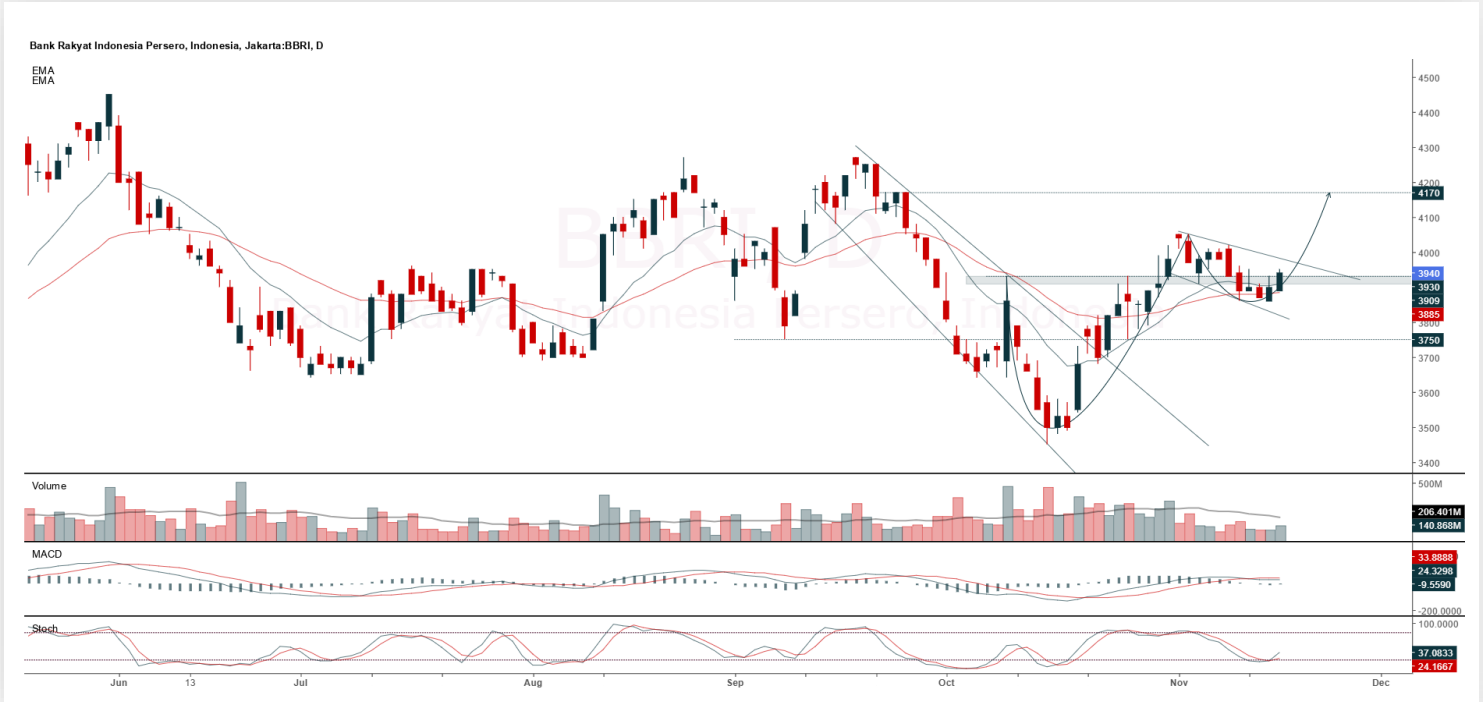 Bank Rakyat Indonesia Persero, Indonesia, Jakarta:BBRI, D
EMA
EMA
BBRI, D
Bank Rakyat Indonesia Persero, Indonesia
4500
4400
4300
4200
4170
4100
4000
3940
3930
3909
3885
3800
3750
3700
3600
3500
3400
Volume
500M
206.401M
140.868M
MACD
33.8888
24.3298
-9.5590
-200.0000
Stoch
100.0000
37.0833
24.1667
Jun 13 Jul Aug Sep Oct Nov Dec